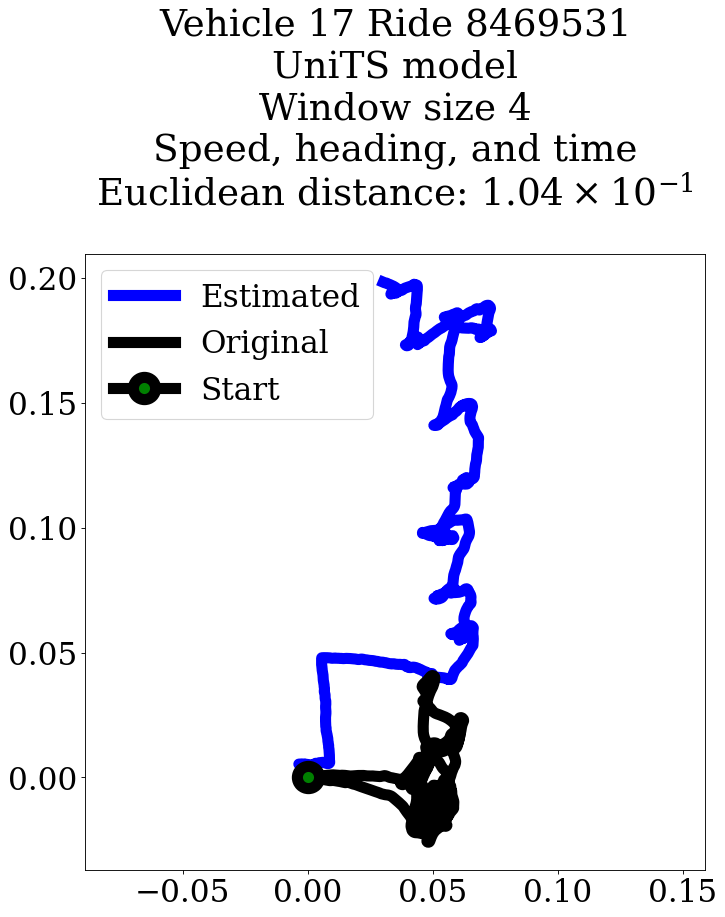 Vehicle 17 Ride 8469531
UniTS model
Window size 4
Speed, heading, and time
Euclidean distance: 1.04 × 10⁻¹
0.20
Estimated
Original
Start
0.15
0.10
0.05
0.00
−0.05 0.00 0.05 0.10 0.15